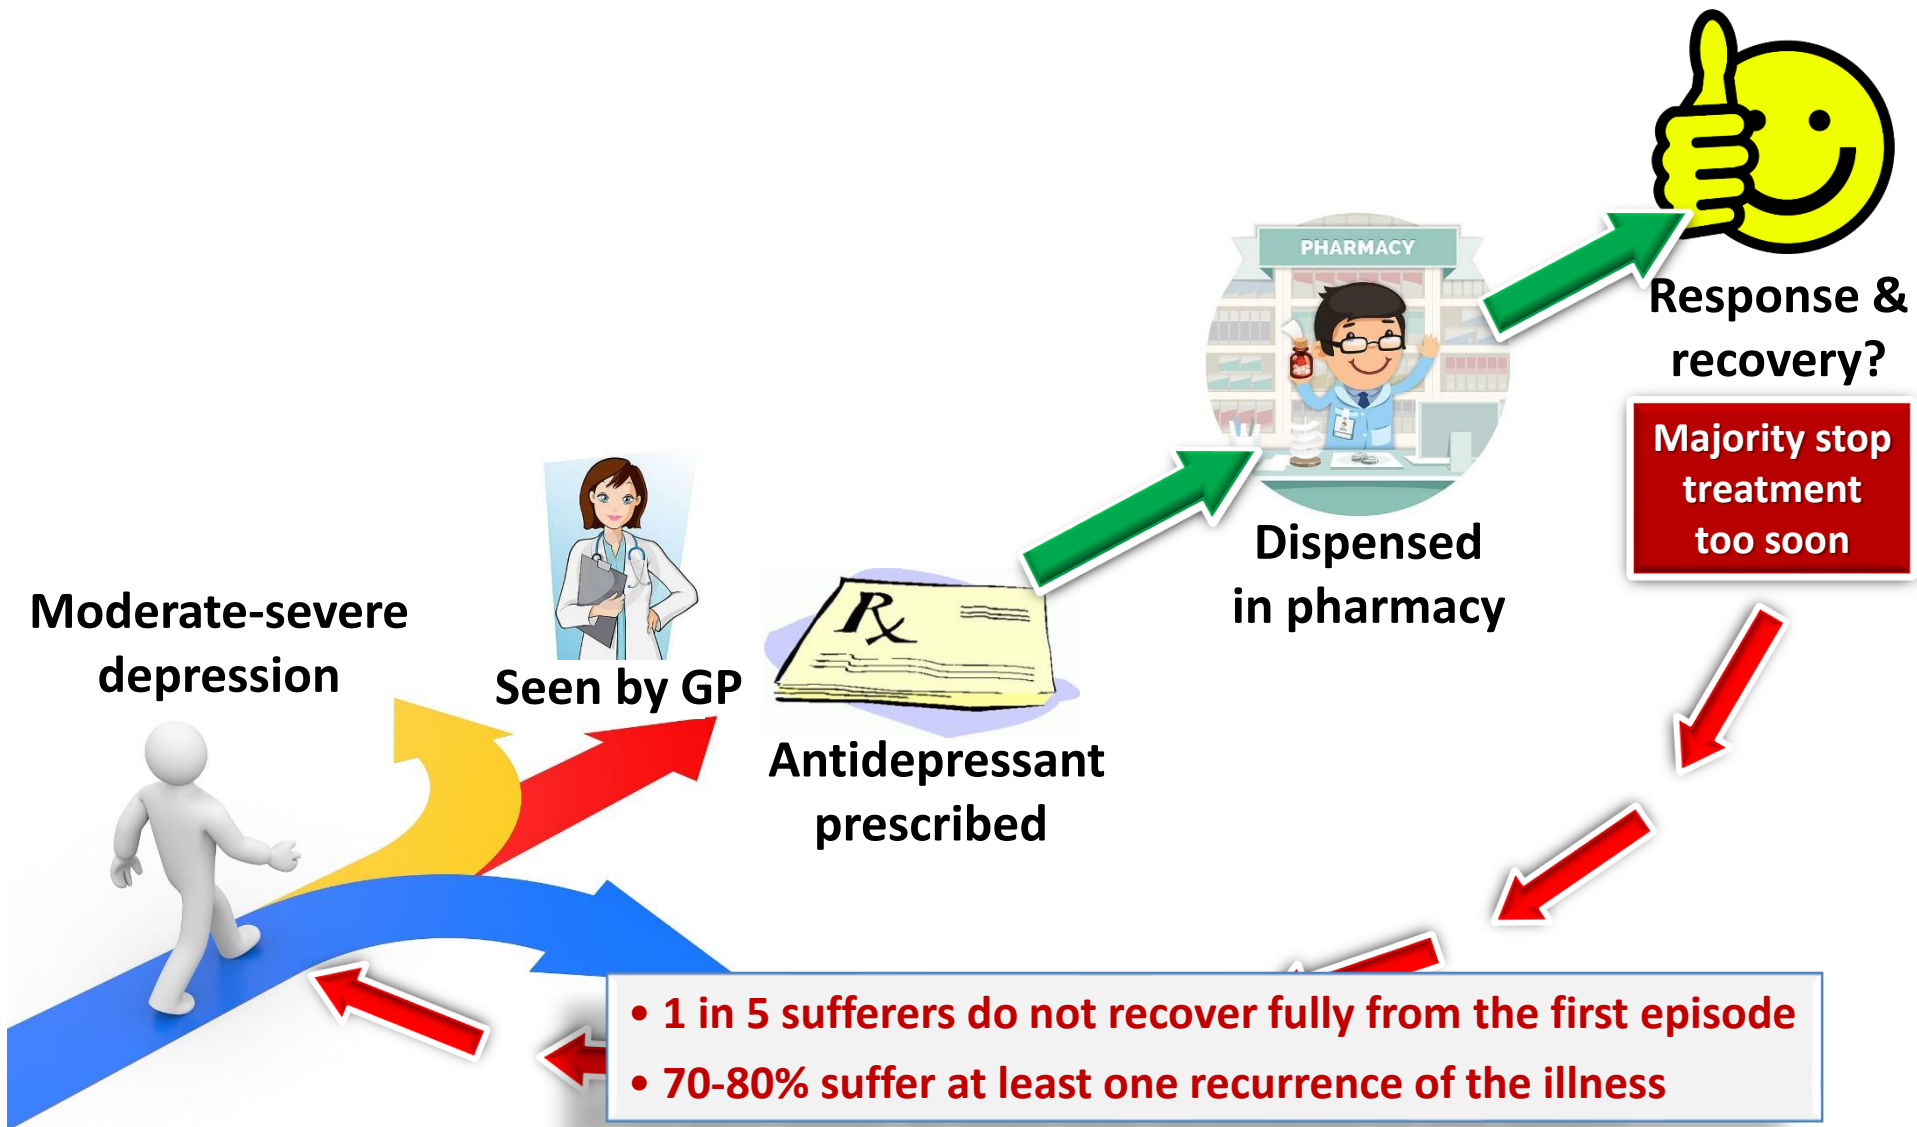 Moderate-severe
depression
Seen by GP
Rx
Antidepressant
prescribed
PHARMACY
Dispensed
in pharmacy
Response &
recovery?
Majority stop
treatment
too soon
• 1 in 5 sufferers do not recover fully from the first episode
• 70-80% suffer at least one recurrence of the illness